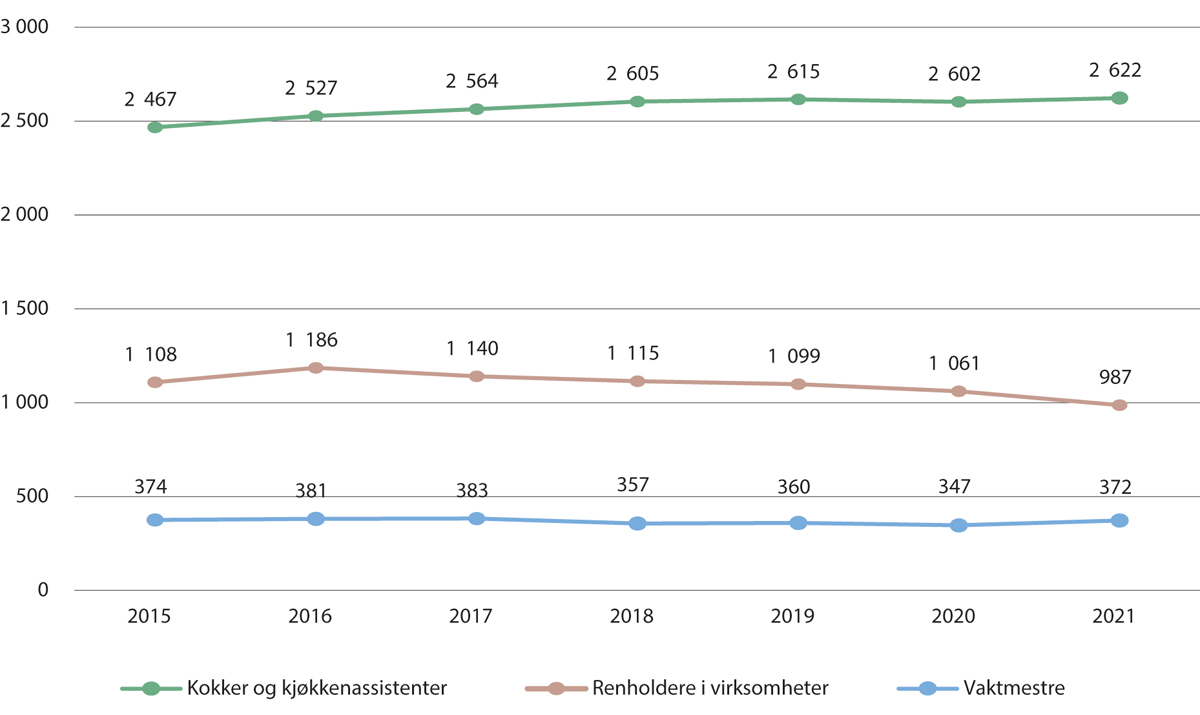 3 000
2 467 2 527 2 564 2 605 2 615 2 602 2 622
2 500
2 000
1 500
1 108 1 186 1 140 1 115 1 099 1 061 987
1 000
374 381 383 357 360 347 372
500
0
2015 2016 2017 2018 2019 2020 2021
Kokker og kjøkkenassistenter Renholdere i virksomheter Vaktmestre